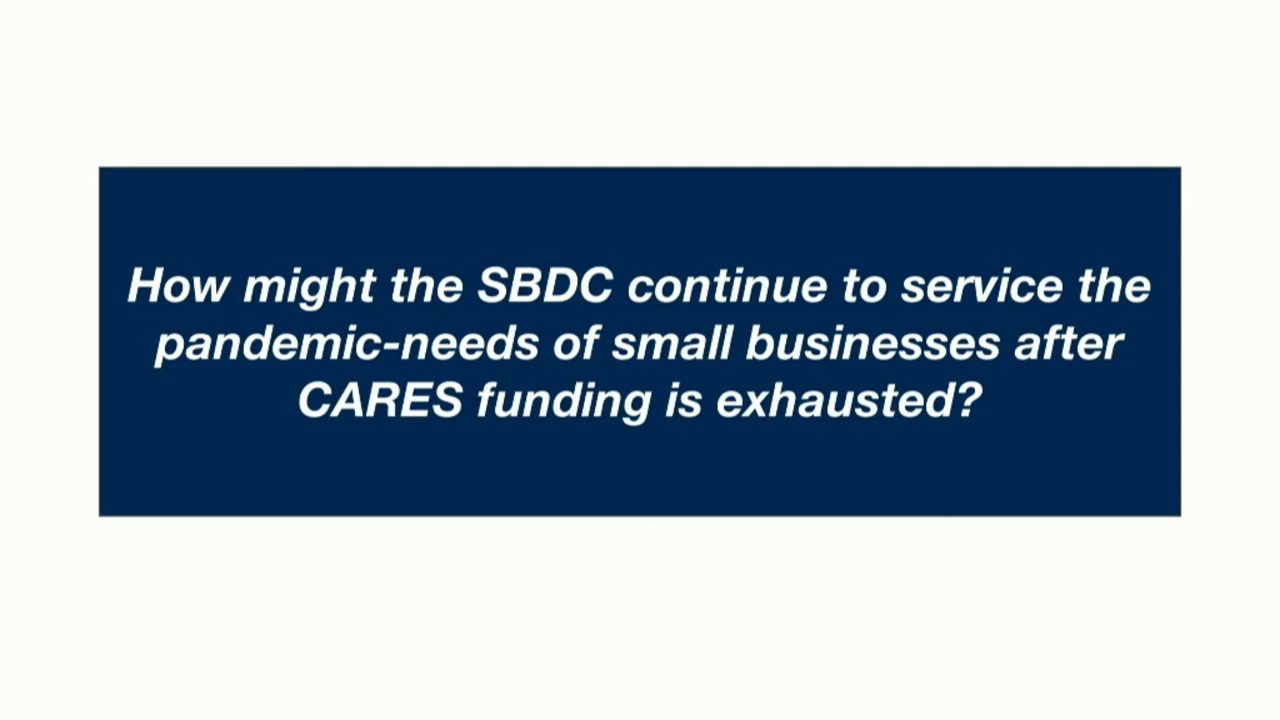 How might the SBDC continue to service the
pandemic-needs of small businesses after
CARES funding is exhausted?